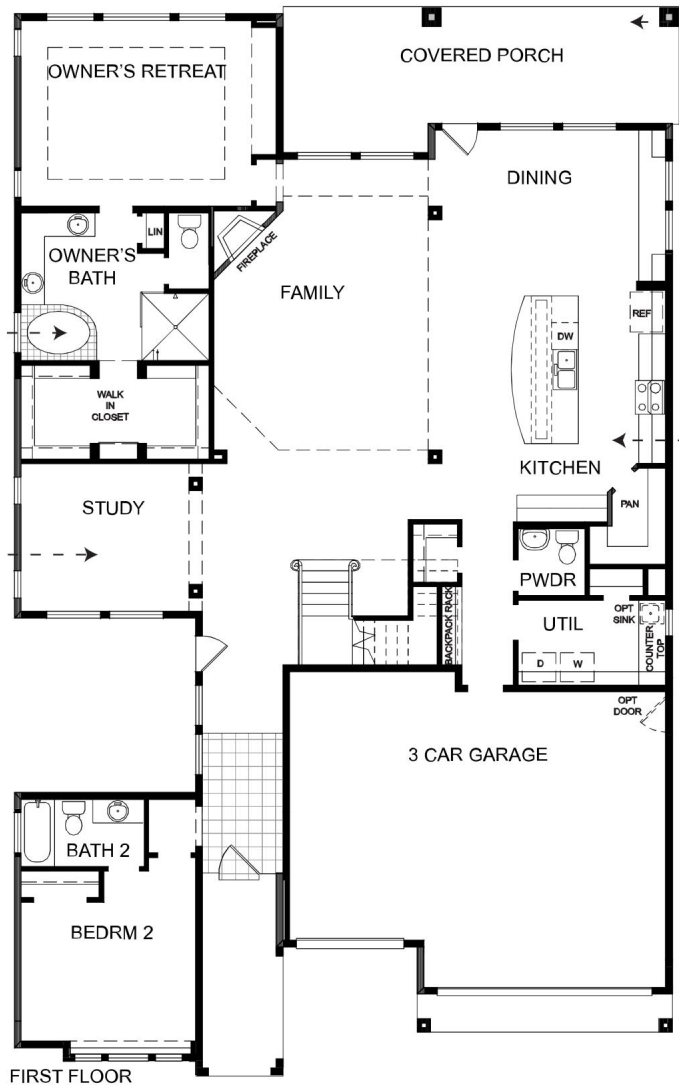 COVERED PORCH
OWNER'S RETREAT
DINING
LIN
OWNER'S
BATH
FIREPLACE
FAMILY
REF
DW
WALK
IN
CLOSET
KITCHEN
STUDY
PAN
PWDR
BACKPACK RACK
UTIL
OPT
SINK
COUNTER
TOP
D
W
OPT
DOOR
3 CAR GARAGE
BATH 2
BEDRM 2
FIRST FLOOR